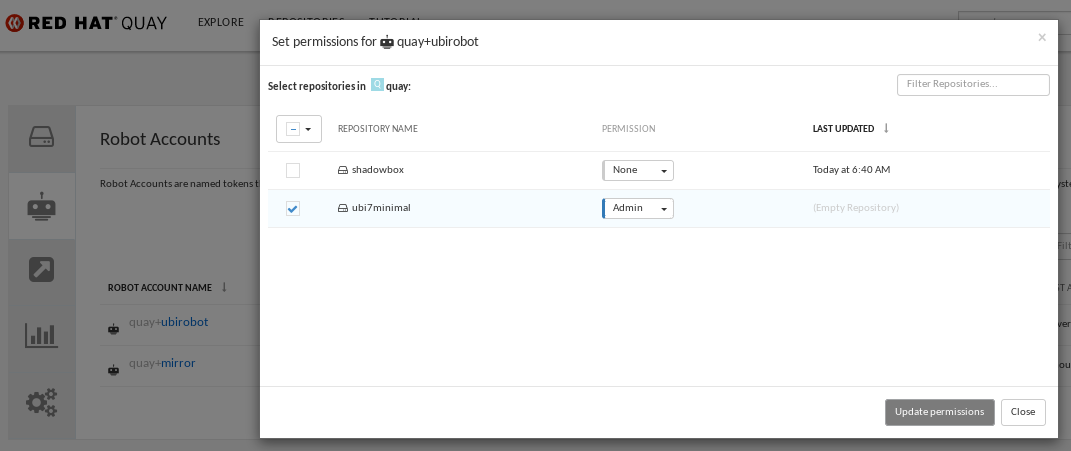 RED HAT QUAY EXPLORE REPOSITORIES TUTORIAL
Set permissions for quay+ubirobot ×
Select repositories in Q quay: Filter Repositories...
REPOSITORY NAME PERMISSION LAST UPDATED
shadowbox None Today at 6:40 AM
ubi7minimal Admin (Empty Repository)
Update permissions Close
Robot Accounts
Robot Accounts are named tokens
ROBOT ACCOUNT NAME
quay+ubirobot
quay+mirror